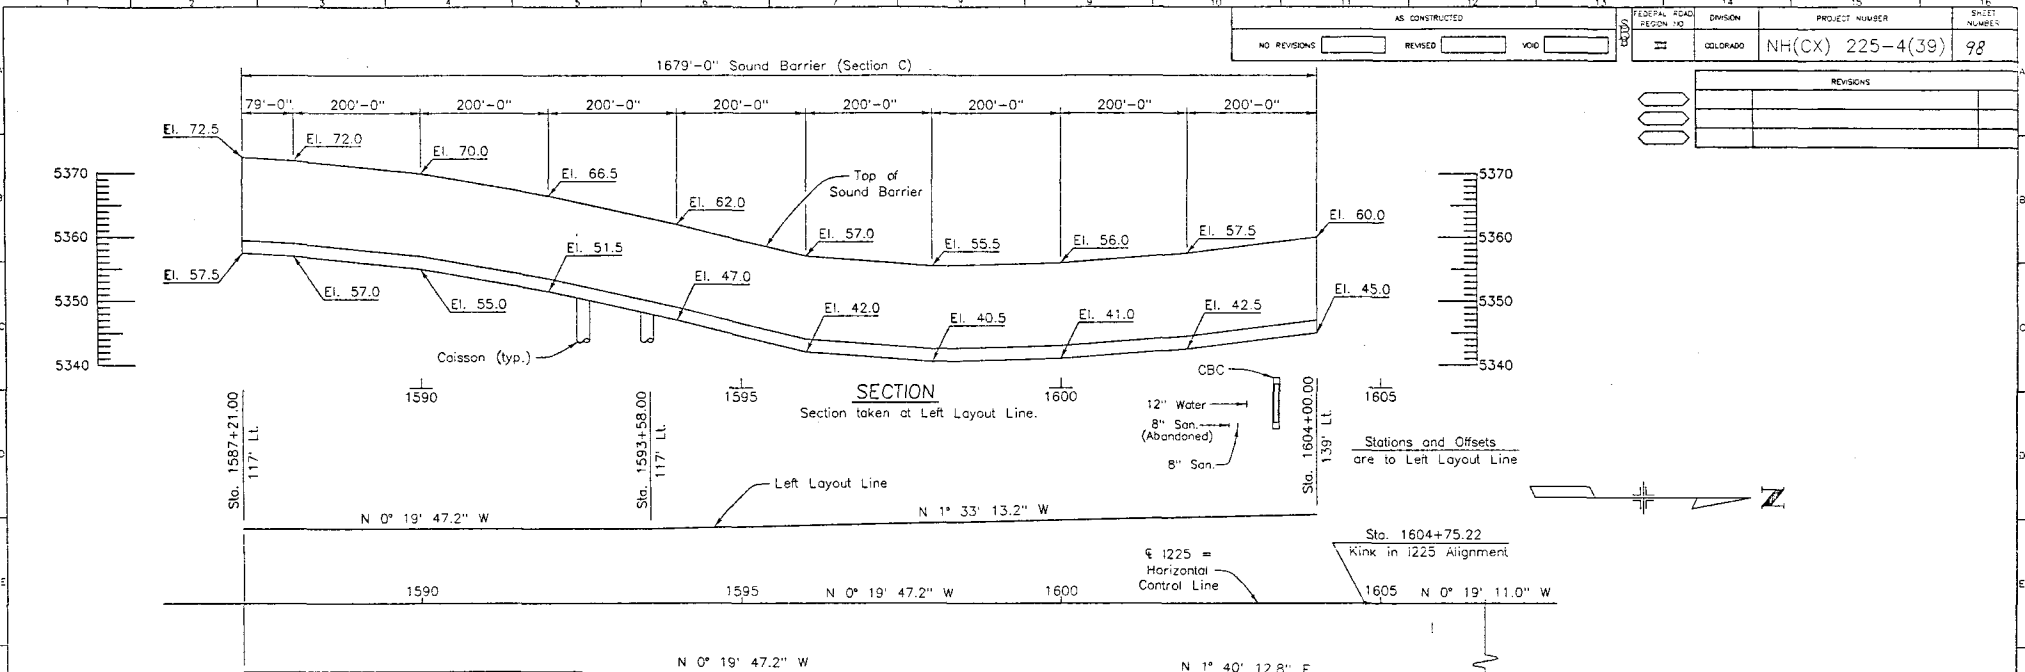 AS CONSTRUCTED
NO REVISIONS
REVISED
VOID
FEDERAL ROAD REGION NO
DIVISION
PROJECT NUMBER
SHEET NUMBER
COLORADO
NH(CX) 225-4(39)
98
REVISIONS
1679'-0" Sound Barrier (Section C)
79'-0" 200'-0" 200'-0" 200'-0" 200'-0" 200'-0" 200'-0" 200'-0" 200'-0"
El. 72.5
El. 72.0
El. 70.0
El. 66.5
El. 62.0
El. 57.0
El. 55.5
El. 56.0
El. 57.5
El. 60.0
Top of
Sound Barrier
5370
5360
5350
5340
5370
5360
5350
5340
El. 57.5
El. 57.0
El. 55.0
El. 51.5
El. 47.0
El. 42.0
El. 40.5
El. 41.0
El. 42.5
El. 45.0
Caisson (typ.)
1590 1595 1600 1605
SECTION
Section taken at Left Layout Line.
CBC
12" Water
8" San.
(Abandoned)
8" San.
Sta. 1587+21.00
117' Lt.
Sta. 1593+58.00
117' Lt.
Sta. 1604+00.00
139' Lt.
Stations and Offsets
are to Left Layout Line
Left Layout Line
N 0° 19' 47.2" W
N 1° 33' 13.2" W
N
Sta. 1604+75.22
Kink in I225 Alignment
℄ I225 =
Horizontal
Control Line
1590 1595 N 0° 19' 47.2" W 1600 1605 N 0° 19' 11.0" W
N 0° 19' 47.2" W
N 1° 40' 12.8" E